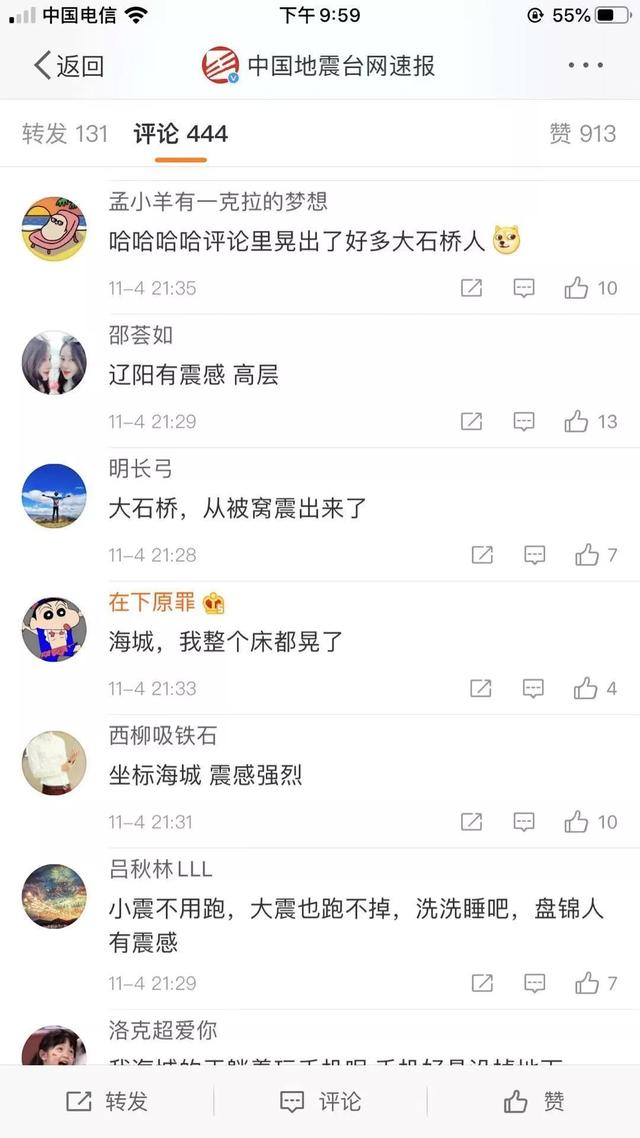 中国电信 下午9:59 55%
返回 中国地震台网速报
转发 131 评论 444 赞 913
孟小羊有一克拉的梦想
哈哈哈哈评论里晃出了好多大石桥人
11-4 21:35 10
邵荟如
辽阳有震感 高层
11-4 21:29 13
明长弓
大石桥，从被窝震出来了
11-4 21:28 7
在下原罪
海城，我整个床都晃了
11-4 21:33 4
西柳吸铁石
坐标海城 震感强烈
11-4 21:31 10
吕秋林LLL
小震不用跑，大震也跑不掉，洗洗睡吧，盘锦人
有震感
11-4 21:29 7
洛克超爱你
转发 评论 赞